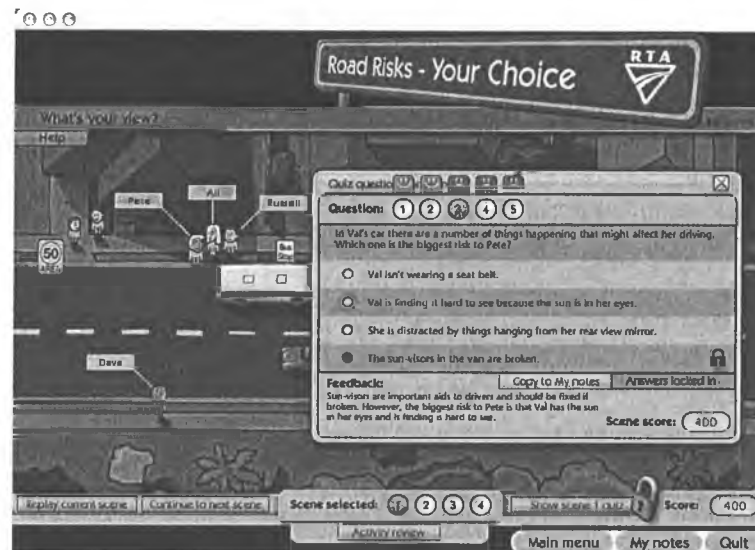 Road Risks - Your Choice
RTA
What's your view?
Help
Pete
Ali
Russell
50
AREA
Bus
Stop
Dave
Question: 1 2 3 4 5
In Val's car there are a number of things happening that might affect her driving.
Which one is the biggest risk to Pete?
Val isn't wearing a seat belt.
Val is finding it hard to see because the sun is in her eyes.
She is distracted by things hanging from her rear view mirror.
The sun-visors in the van are broken.
Feedback:
Copy to My notes
Answers locked in
Sun-visors are important aids to drivers and should be fixed if
broken. However, the biggest risk to Pete is that Val has the sun
in her eyes and is finding is hard to see.
Scene score: 400
Replay current scene
Continue to next scene
Scene selected: 1 2 3 4
Show scene 1 quiz
Score: 400
Activity review
Main menu
My notes
Quit